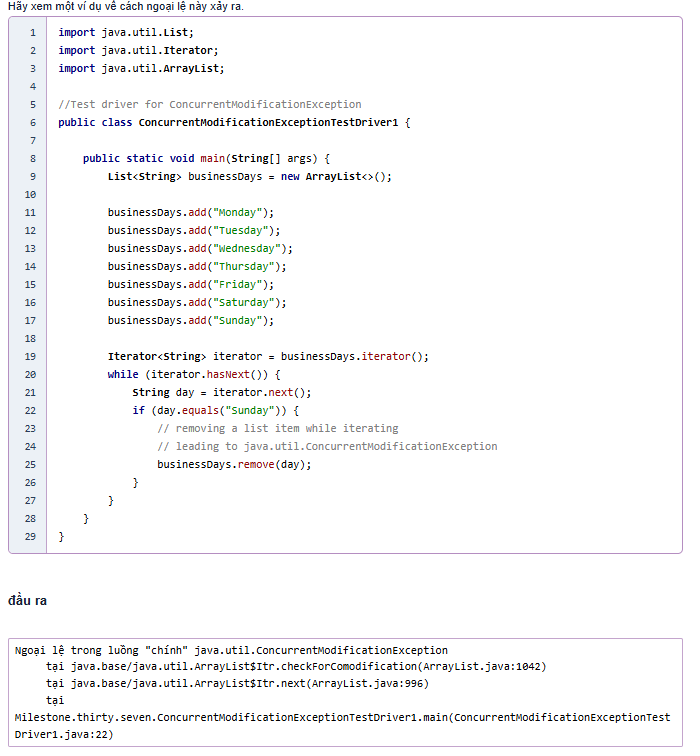 Hãy xem một ví dụ về cách ngoại lệ này xảy ra.
1 import java.util.List;
2 import java.util.Iterator;
3 import java.util.ArrayList;
4
5 //Test driver for ConcurrentModificationException
6 public class ConcurrentModificationExceptionTestDriver1 {
7
8     public static void main(String[] args) {
9         List<String> businessDays = new ArrayList<>();
10
11         businessDays.add("Monday");
12         businessDays.add("Tuesday");
13         businessDays.add("Wednesday");
14         businessDays.add("Thursday");
15         businessDays.add("Friday");
16         businessDays.add("Saturday");
17         businessDays.add("Sunday");
18
19         Iterator<String> iterator = businessDays.iterator();
20         while (iterator.hasNext()) {
21             String day = iterator.next();
22             if (day.equals("Sunday")) {
23                 // removing a list item while iterating
24                 // leading to java.util.ConcurrentModificationException
25                 businessDays.remove(day);
26             }
27         }
28     }
29 }
đầu ra
Ngoại lệ trong luồng "chính" java.util.ConcurrentModificationException
     tại java.base/java.util.ArrayList$Itr.checkForComodification(ArrayList.java:1042)
     tại java.base/java.util.ArrayList$Itr.next(ArrayList.java:996)
     tại
Milestone.thirty.seven.ConcurrentModificationExceptionTestDriver1.main(ConcurrentModificationExceptionTest
Driver1.java:22)